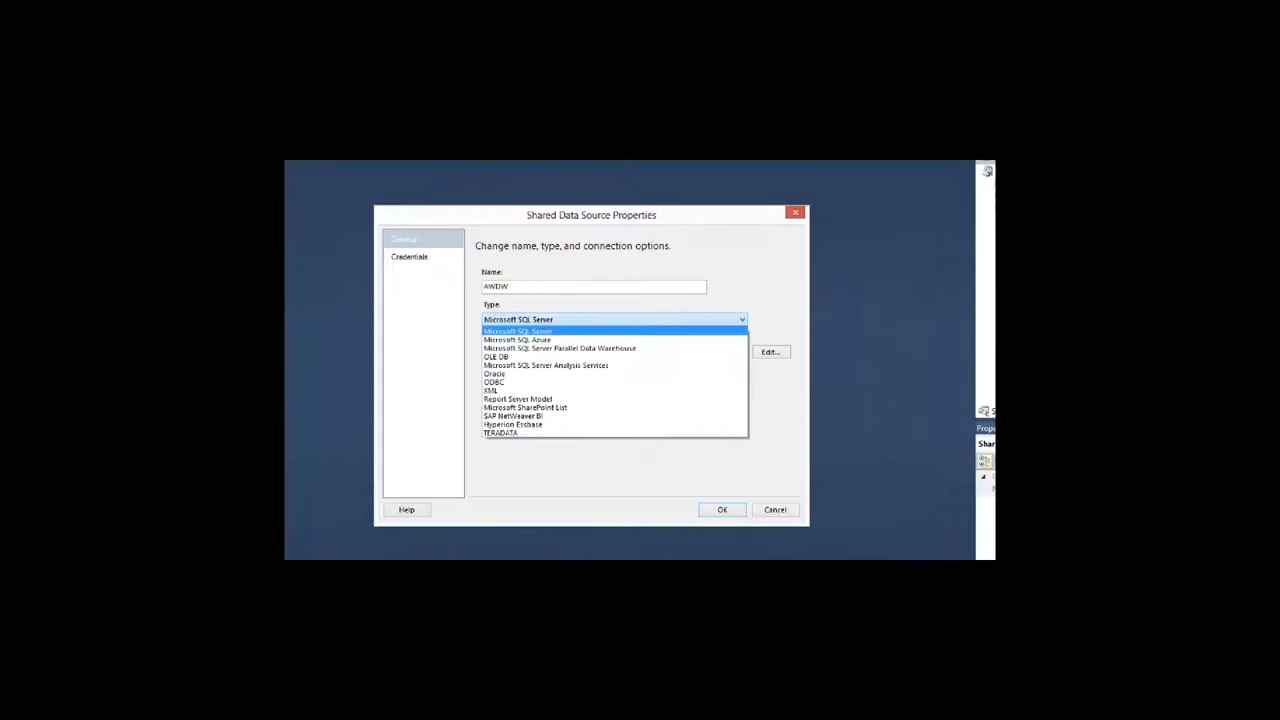 Shared Data Source Properties
General
Credentials
Change name, type, and connection options.
Name:
AWDW
Type:
Microsoft SQL Server
Microsoft SQL Server
Microsoft SQL Azure
Microsoft SQL Server Parallel Data Warehouse
OLE DB
Microsoft SQL Server Analysis Services
Oracle
ODBC
XML
Report Server Model
Microsoft SharePoint List
SAP NetWeaver BI
Hyperion Essbase
TERADATA
Edit...
Help
OK
Cancel
Prope
Shar